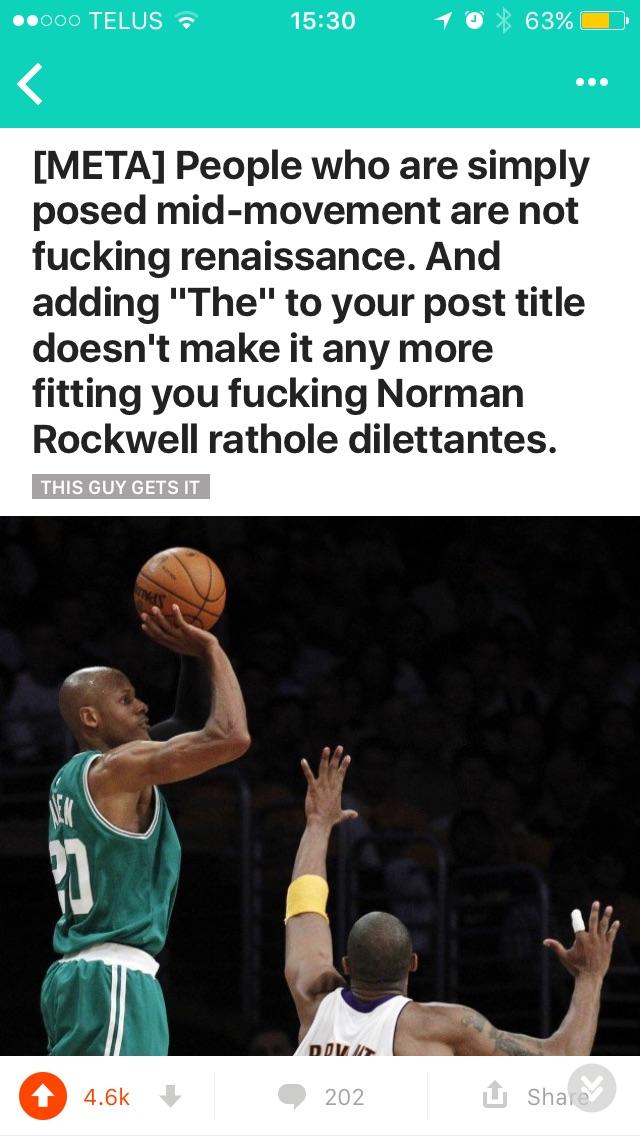 TELUS 15:30 63%
[META] People who are simply
posed mid-movement are not
fucking renaissance. And
adding "The" to your post title
doesn't make it any more
fitting you fucking Norman
Rockwell rathole dilettantes.
THIS GUY GETS IT
SPALDING
20
4.6k 202 Share